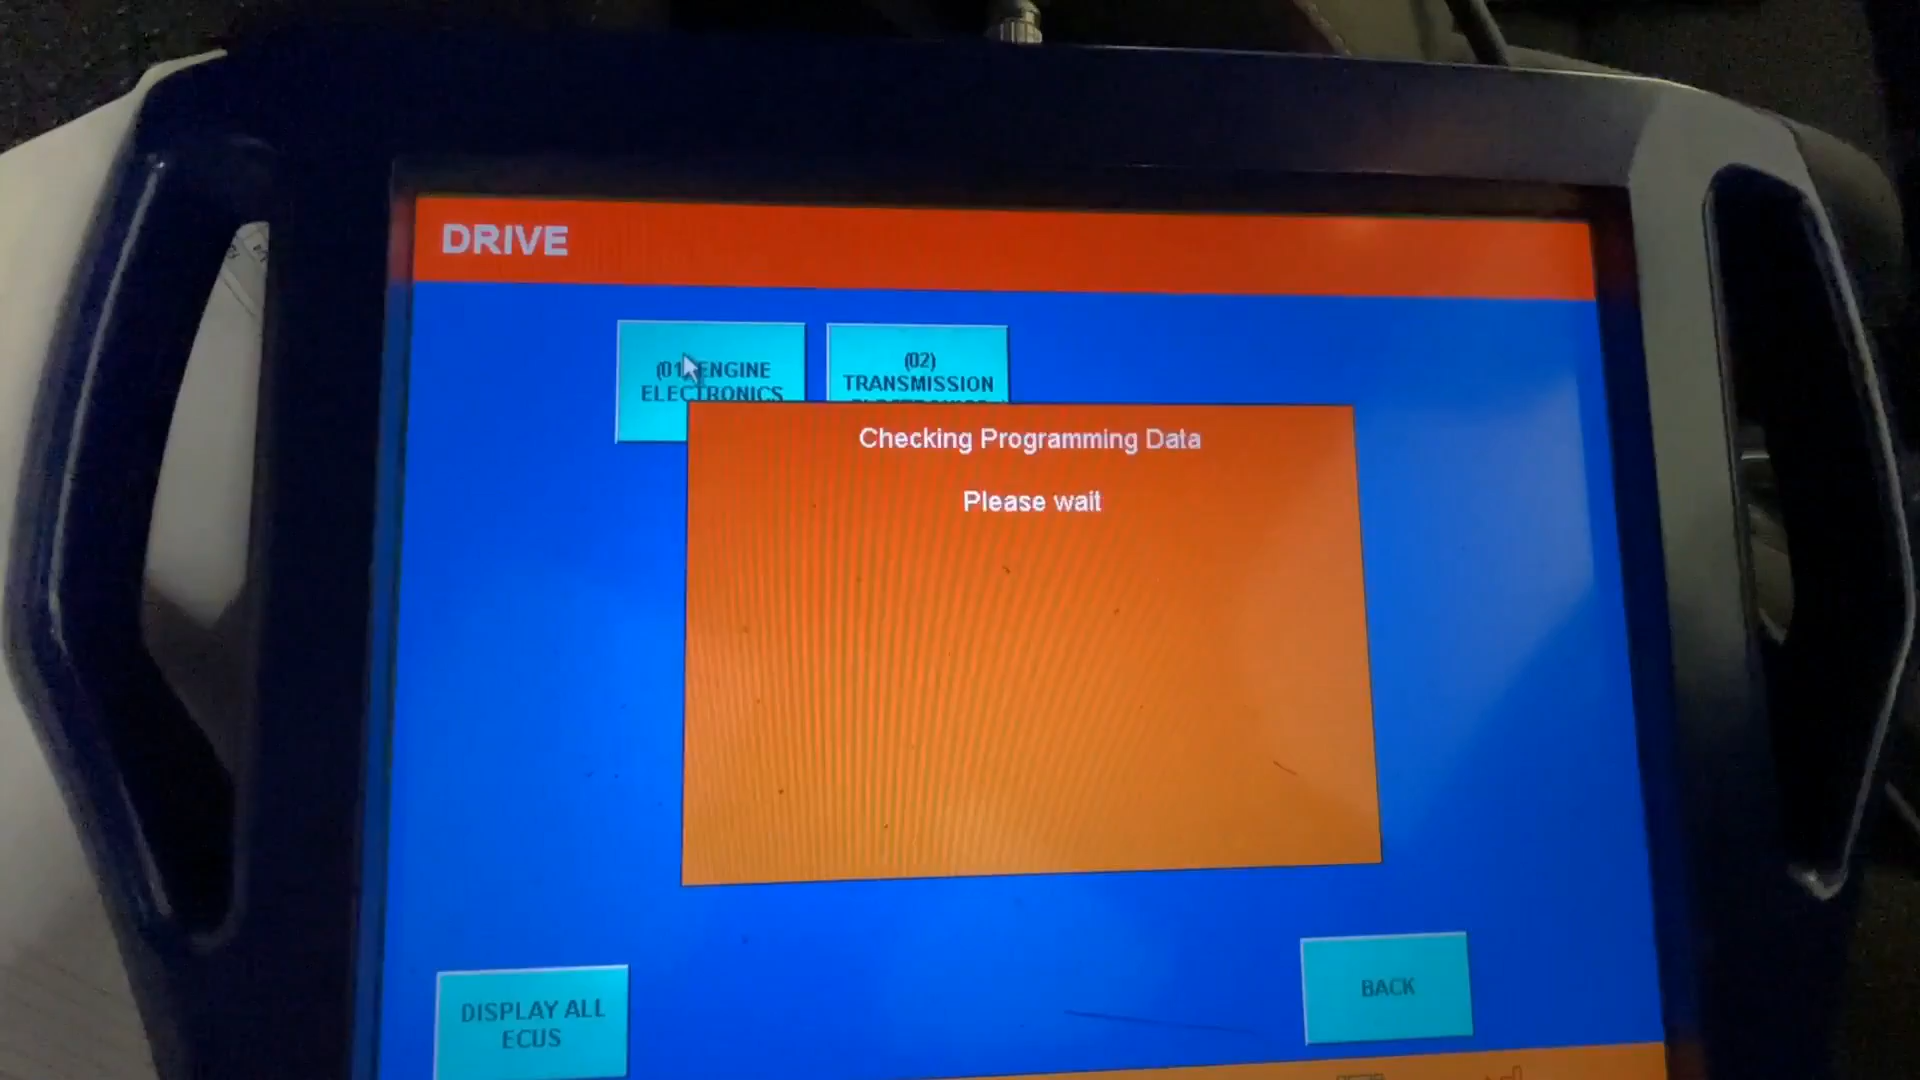 DRIVE
(01) ENGINE
ELECTRONICS
(02)
TRANSMISSION
Checking Programming Data
Please wait
DISPLAY ALL
ECUS
BACK